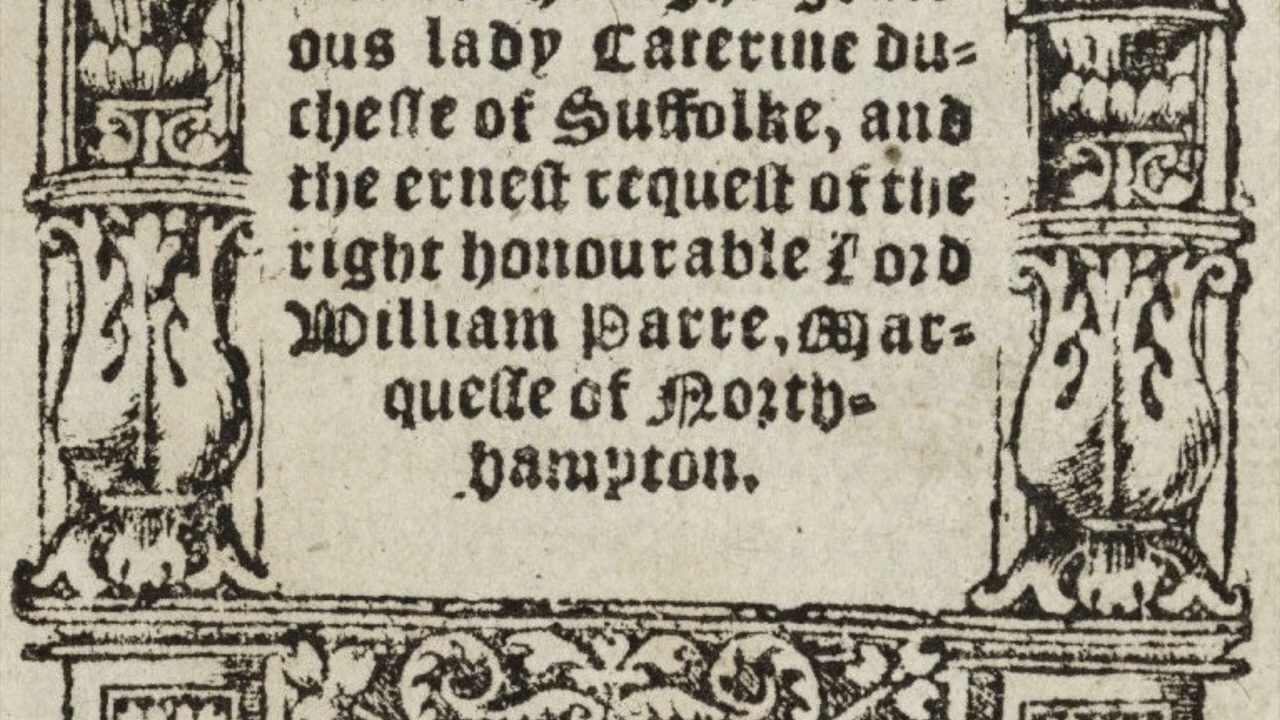 ous lady Caterine du-
chesse of Suffolke, and
the ernest request of the
right honourable Lord
William Parre, Mar-
quesse of North-
hampton.